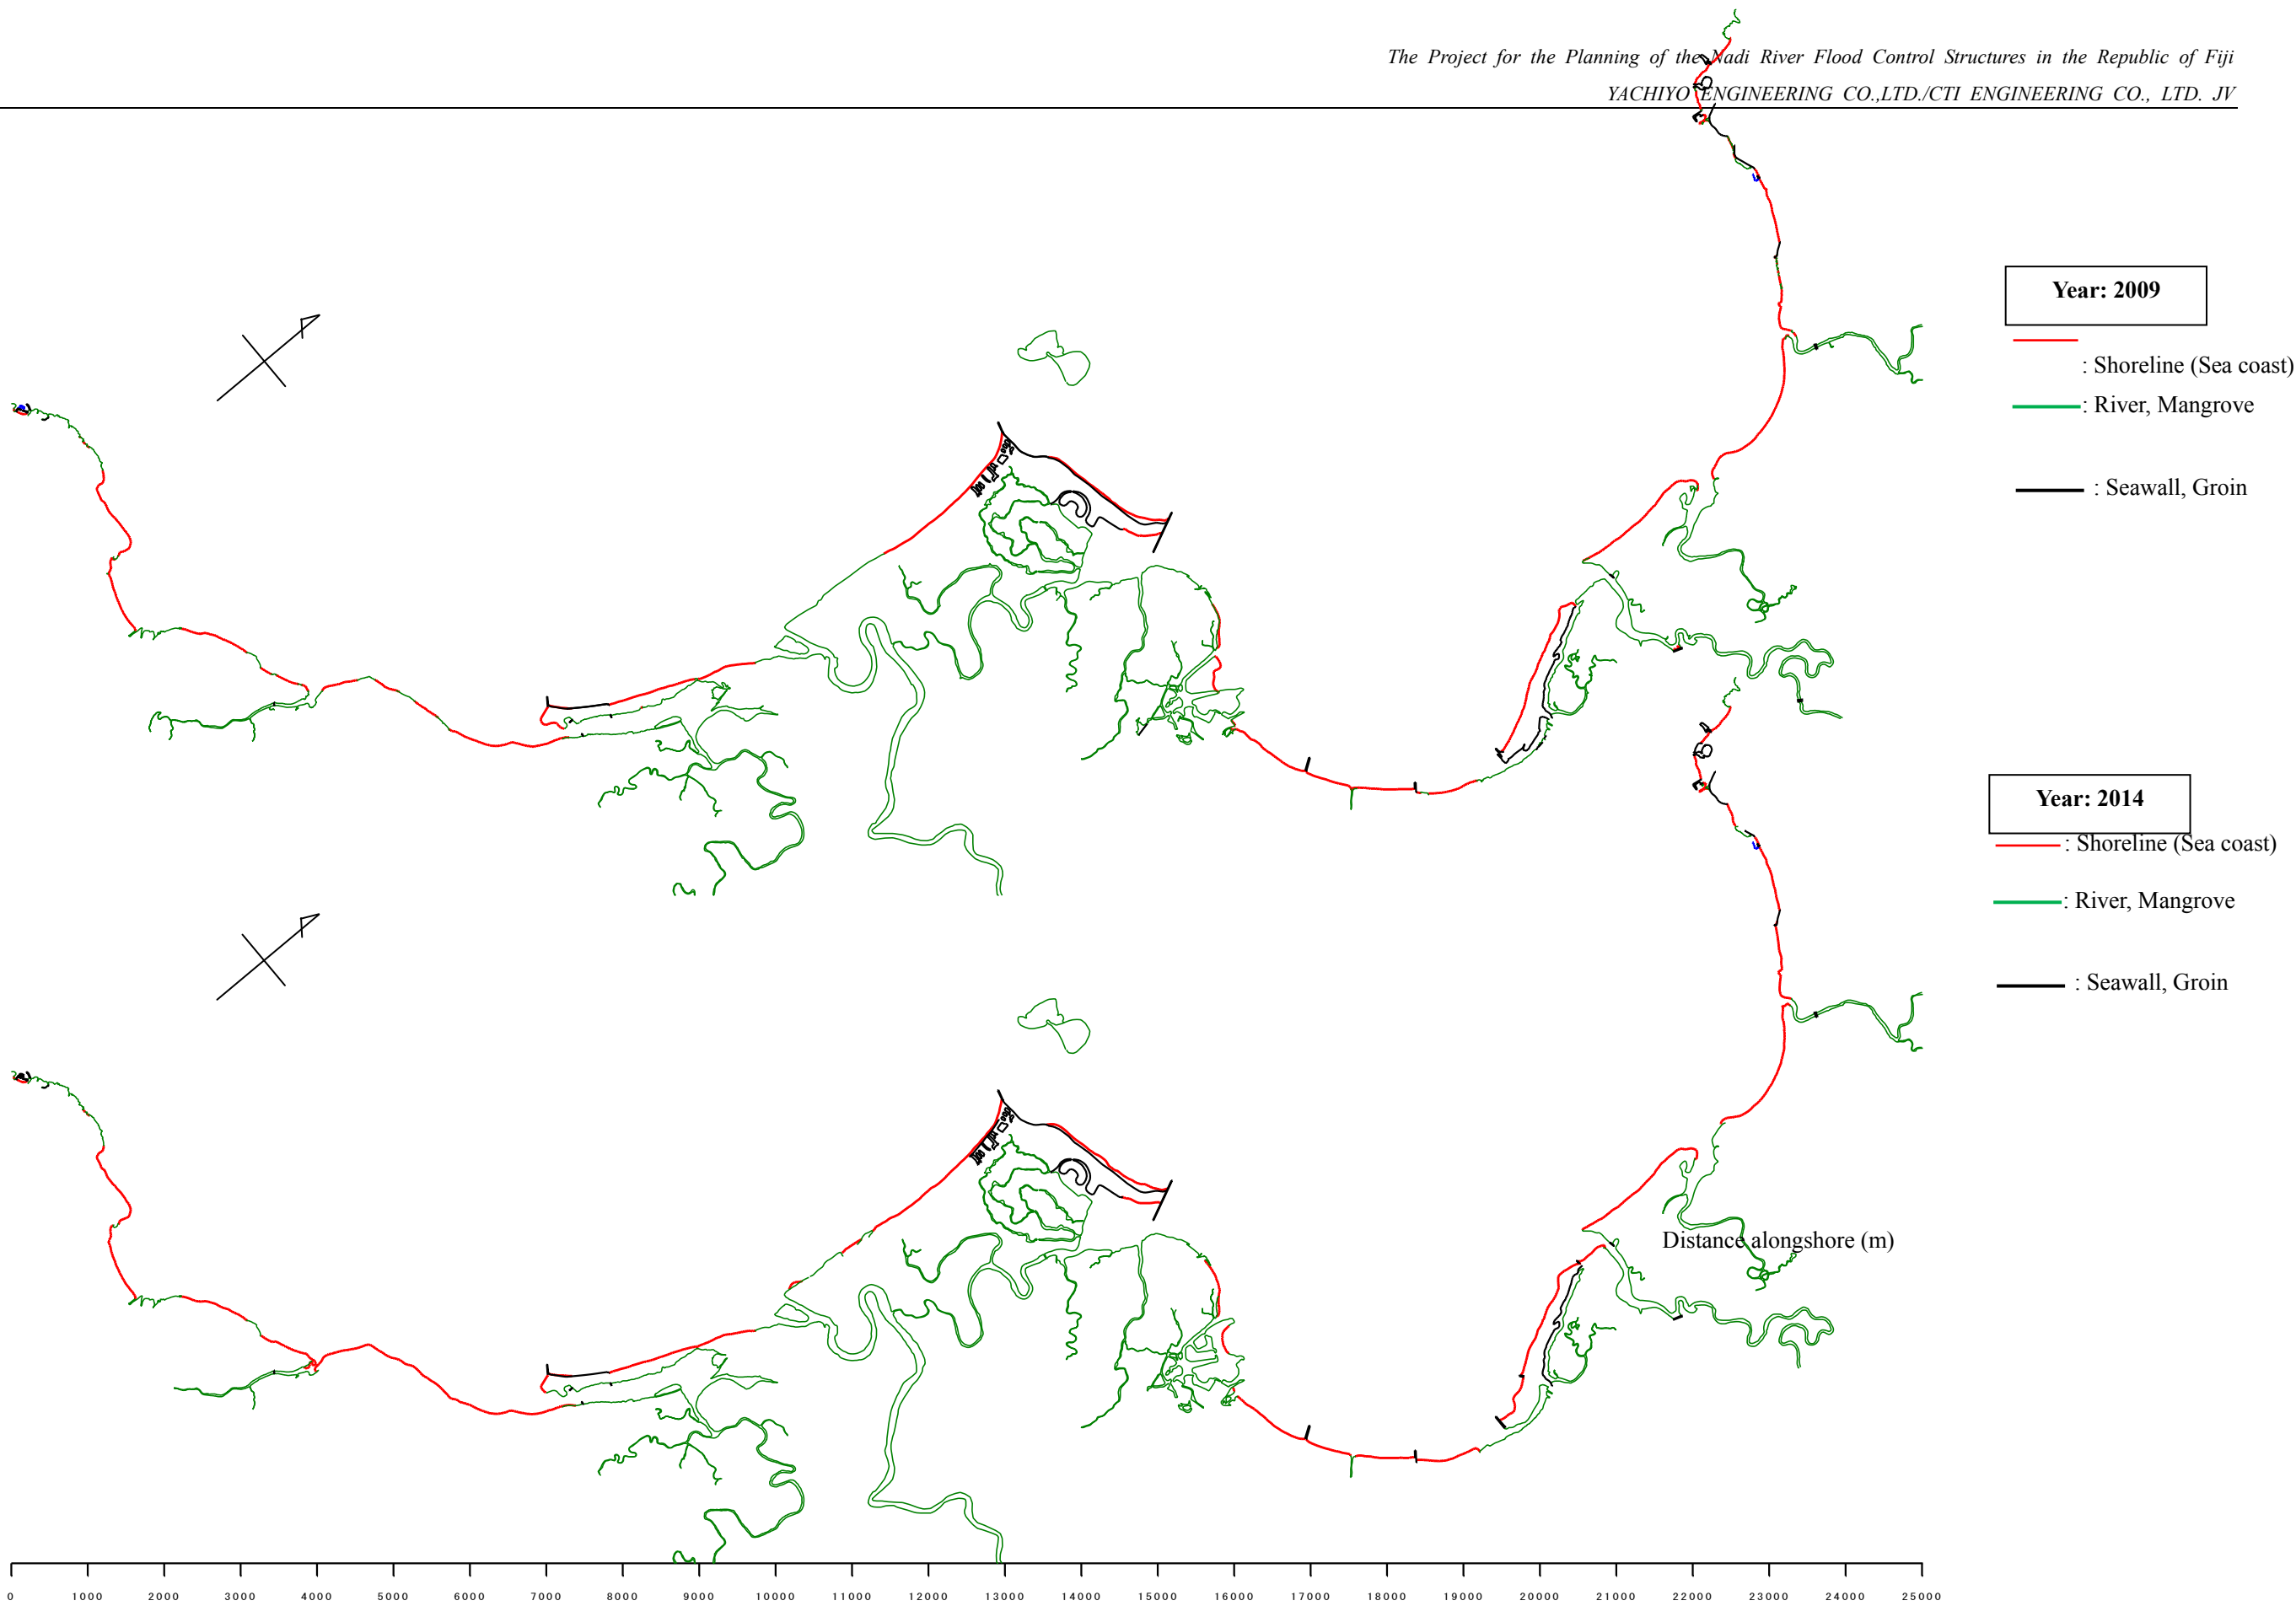 The Project for the Planning of the Nadi River Flood Control Structures in the Republic of Fiji
YACHIYO ENGINEERING CO.,LTD./CTI ENGINEERING CO., LTD. JV
Year: 2009
: Shoreline (Sea coast)
: River, Mangrove
: Seawall, Groin
Year: 2014
: Shoreline (Sea coast)
: River, Mangrove
: Seawall, Groin
Distance alongshore (m)
0 1000 2000 3000 4000 5000 6000 7000 8000 9000 10000 11000 12000 13000 14000 15000 16000 17000 18000 19000 20000 21000 22000 23000 24000 25000